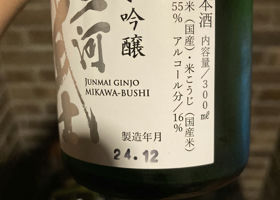 吟醸
河
JUNMAI GINJO
MIKAWA-BUSHI
本酒
内容量/300ml
米(国産)・米こうじ(国産米)
55%
アルコール分/16%
製造年月
24.12